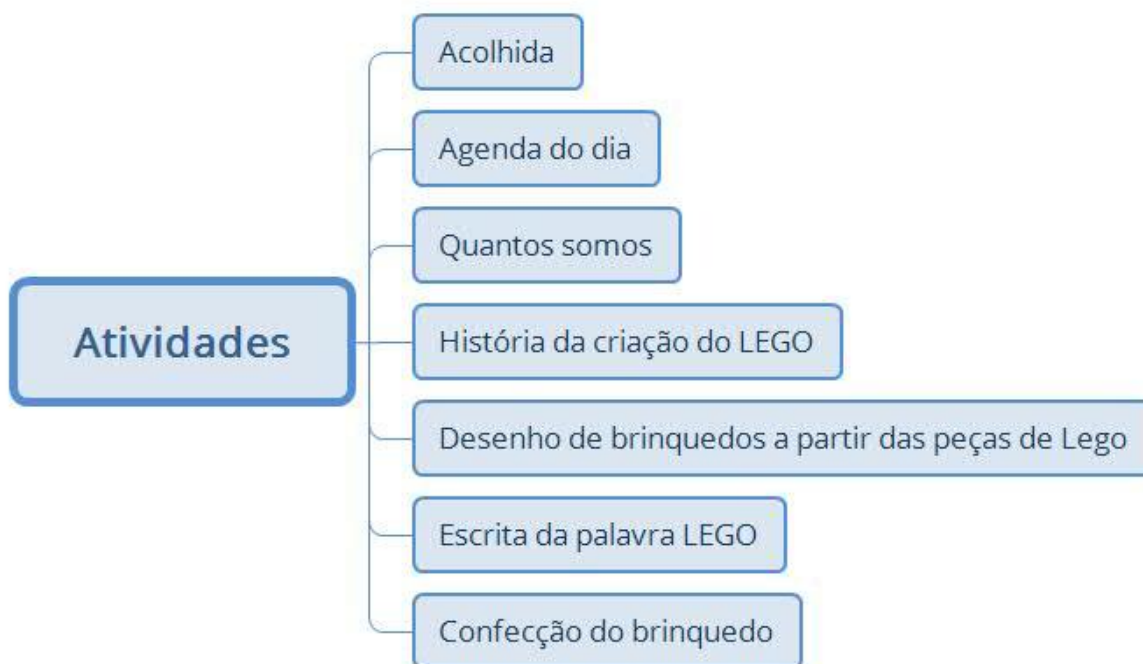 Atividades
Acolhida
Agenda do dia
Quantos somos
História da criação do LEGO
Desenho de brinquedos a partir das peças de Lego
Escrita da palavra LEGO
Confecção do brinquedo